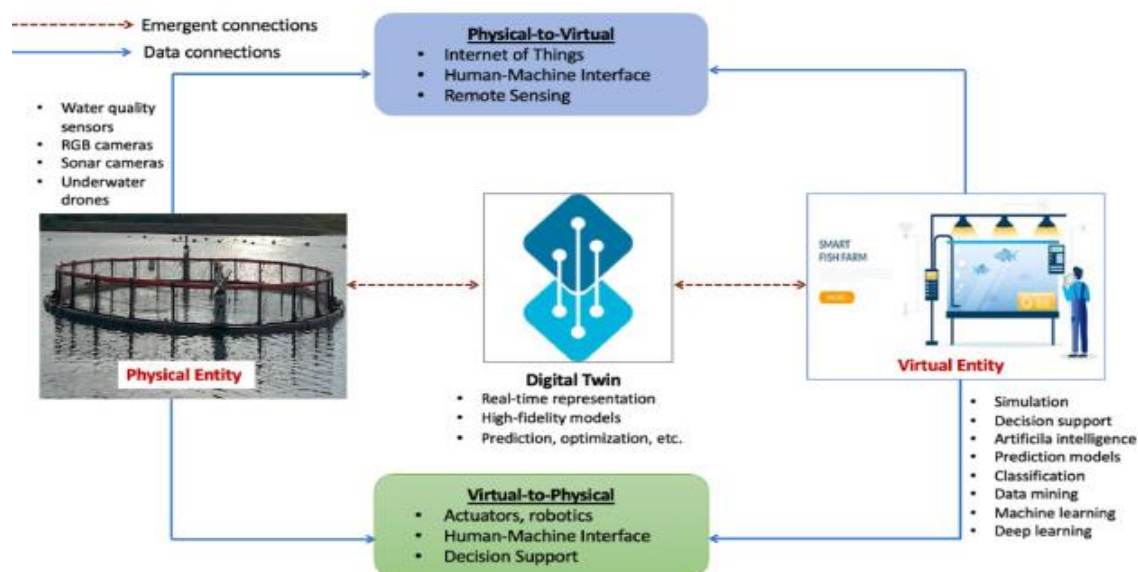 Emergent connections
Data connections
Physical-to-Virtual
• Internet of Things
• Human-Machine Interface
• Remote Sensing
• Water quality
sensors
• RGB cameras
• Sonar cameras
• Underwater
drones
Physical Entity
Digital Twin
• Real-time representation
• High-fidelity models
• Prediction, optimization, etc.
SMART
FISH FARM
Virtual Entity
• Simulation
• Decision support
• Artificila intelligence
• Prediction models
• Classification
• Data mining
• Machine learning
• Deep learning
Virtual-to-Physical
• Actuators, robotics
• Human-Machine Interface
• Decision Support